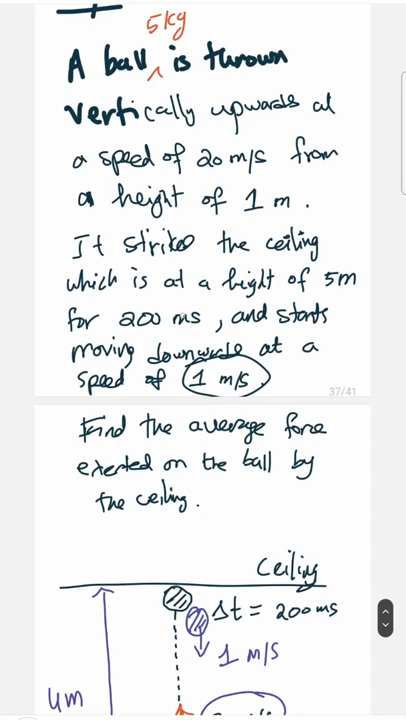 5kg
A ball ^ is thrown
vertically upwards at
a speed of 20 m/s from
a height of 1 m.
It strikes the ceiling
which is at a hight of 5m
for 200 ms, and starts
moving downwards at a
speed of 1 m/s.
37/41
Find the average force
exerted on the ball by
the ceiling.
ceiling
Δt = 200 ms
1 m/s
4m